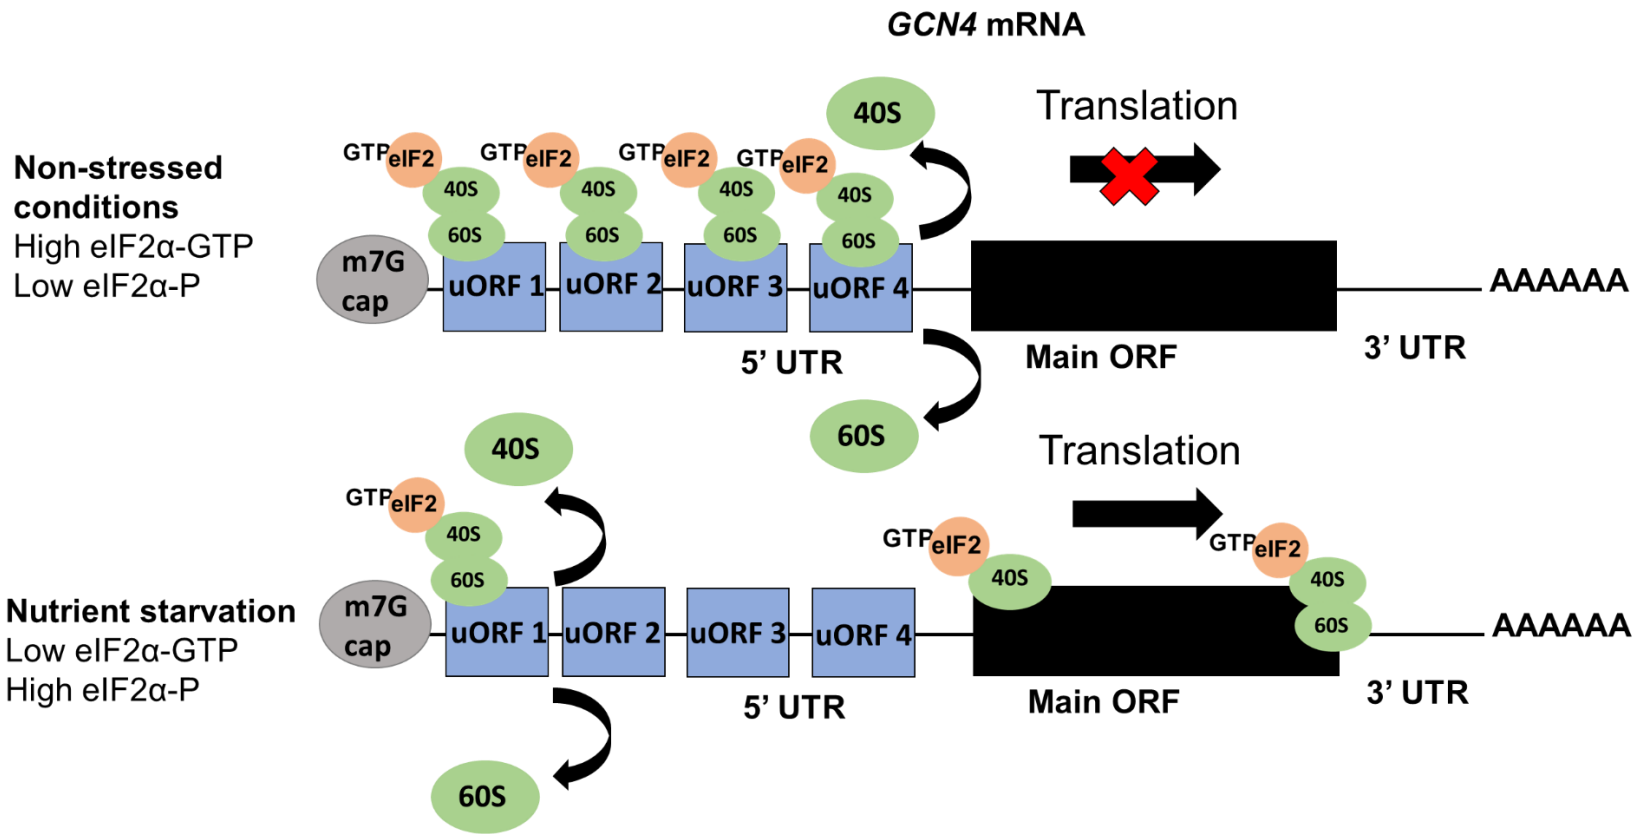 GCN4 mRNA
Translation
40S
GTP eIF2
GTP eIF2
GTP eIF2
GTP eIF2
40S
40S
40S
40S
60S
60S
60S
60S
Non-stressed
conditions
High eIF2α-GTP
Low eIF2α-P
m7G
cap
uORF 1
uORF 2
uORF 3
uORF 4
AAAAAA
5’ UTR
Main ORF
3’ UTR
60S
40S
Translation
GTP eIF2
40S
60S
GTP eIF2
40S
GTP eIF2
40S
60S
Nutrient starvation
Low eIF2α-GTP
High eIF2α-P
m7G
cap
uORF 1
uORF 2
uORF 3
uORF 4
AAAAAA
5’ UTR
Main ORF
3’ UTR
60S